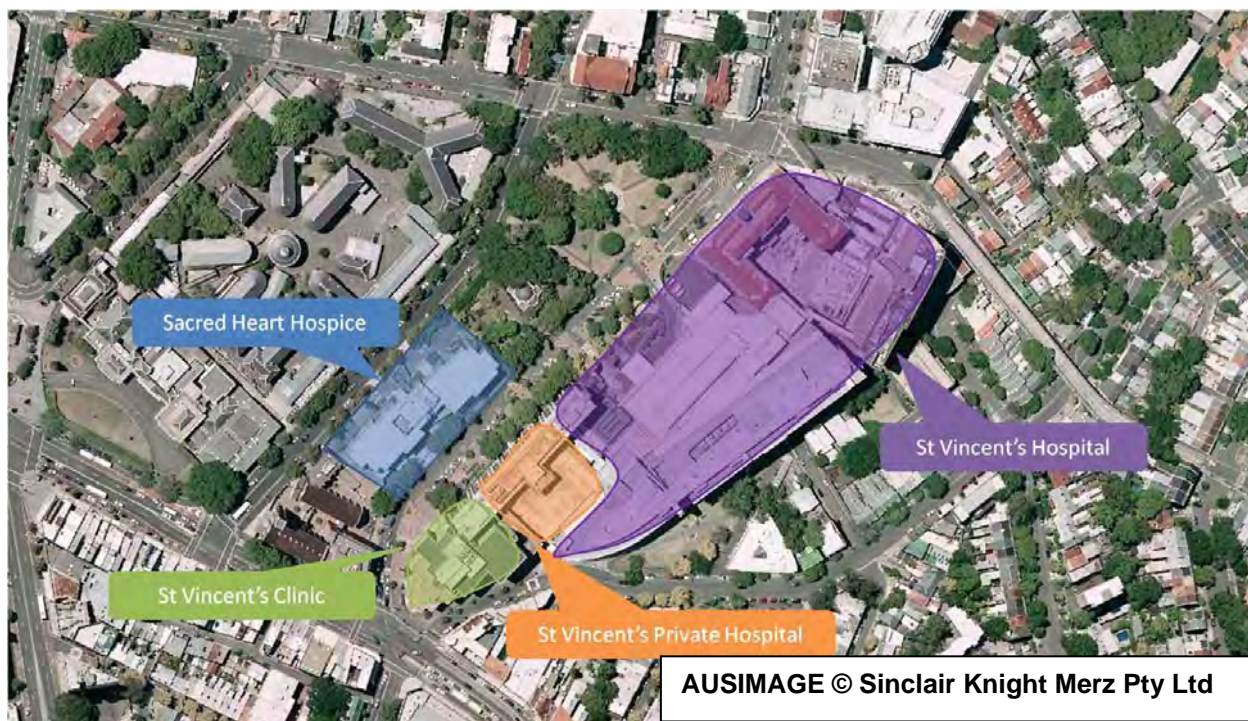 Sacred Heart Hospice
St Vincent's Hospital
St Vincent's Clinic
St Vincent's Private Hospital
AUSIMAGE © Sinclair Knight Merz Pty Ltd